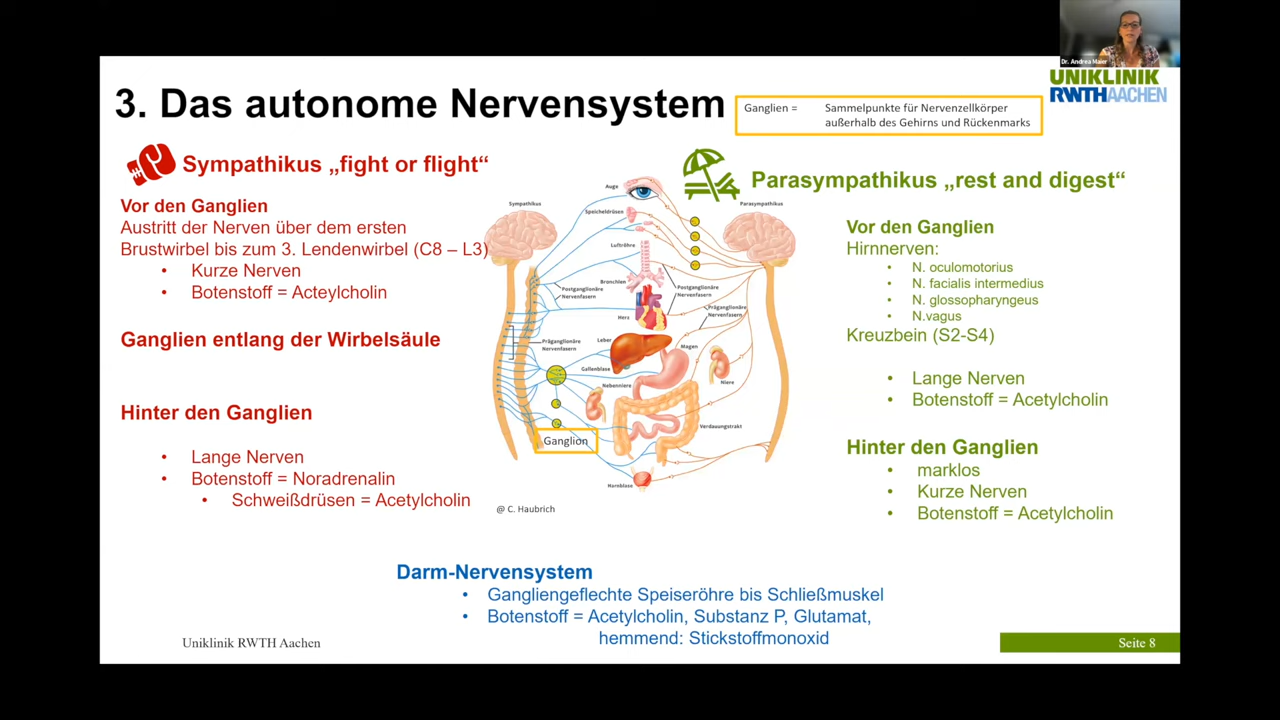 Dr. Andrea Maier
UNIKLINIK
RWTHAACHEN
3. Das autonome Nervensystem
Ganglien = Sammelpunkte für Nervenzellkörper
außerhalb des Gehirns und Rückenmarks
Sympathikus „fight or flight“
Vor den Ganglien
Austritt der Nerven über dem ersten
Brustwirbel bis zum 3. Lendenwirbel (C8 – L3)
• Kurze Nerven
• Botenstoff = Acteylcholin
Ganglien entlang der Wirbelsäule
Hinter den Ganglien
• Lange Nerven
• Botenstoff = Noradrenalin
• Schweißdrüsen = Acetylcholin
Sympathikus
Parasympathikus
Auge
Speicheldrüsen
Luftröhre
Bronchien
Postganglionäre
Nervenfasern
Postganglionäre
Nervenfasern
Herz
Präganglionäre
Nervenfasern
Präganglionäre
Nervenfasern
Leber
Magen
Gallenblase
Nebenniere
Niere
Verdauungstrakt
Ganglion
Harnblase
@ C. Haubrich
Parasympathikus „rest and digest“
Vor den Ganglien
Hirnnerven:
• N. oculomotorius
• N. facialis intermedius
• N. glossopharyngeus
• N.vagus
Kreuzbein (S2-S4)
• Lange Nerven
• Botenstoff = Acetylcholin
Hinter den Ganglien
• marklos
• Kurze Nerven
• Botenstoff = Acetylcholin
Darm-Nervensystem
• Gangliengeflechte Speiseröhre bis Schließmuskel
• Botenstoff = Acetylcholin, Substanz P, Glutamat,
hemmend: Stickstoffmonoxid
Uniklinik RWTH Aachen
Seite 8